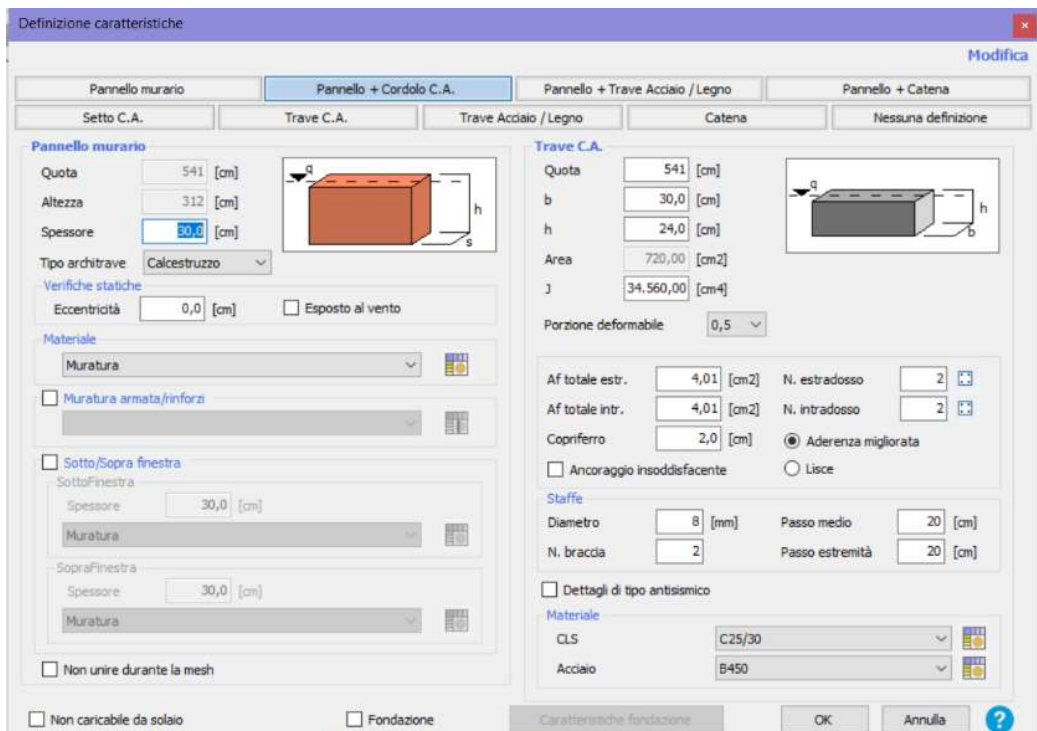 Definizione caratteristiche
Modifica
Pannello murario
Pannello + Cordolo C.A.
Pannello + Trave Acciaio / Legno
Pannello + Catena
Setto C.A.
Trave C.A.
Trave Acciaio / Legno
Catena
Nessuna definizione
Pannello murario
Quota 541 [cm]
Altezza 312 [cm]
Spessore 30,0 [cm]
q
h
s
Tipo architrave Calcestruzzo
Verifiche statiche
Eccentricità 0,0 [cm] Esposto al vento
Materiale
Muratura
Muratura armata/rinforzi
Sotto/Sopra finestra
SottoFinestra
Spessore 30,0 [cm]
Muratura
SopraFinestra
Spessore 30,0 [cm]
Muratura
Non unire durante la mesh
Trave C.A.
Quota 541 [cm]
b 30,0 [cm]
h 24,0 [cm]
Area 720,00 [cm2]
J 34.560,00 [cm4]
q
h
b
Porzione deformabile 0,5
Af totale estr. 4,01 [cm2] N. estradosso 2
Af totale intr. 4,01 [cm2] N. intradosso 2
Copriferro 2,0 [cm] Aderenza migliorata
Ancoraggio insoddisfacente Lisce
Staffe
Diametro 8 [mm] Passo medio 20 [cm]
N. braccia 2 Passo estremità 20 [cm]
Dettagli di tipo antisismico
Materiale
CLS C25/30
Acciaio B450
Non caricabile da solaio Fondazione Caratteristiche fondazione OK Annulla ?